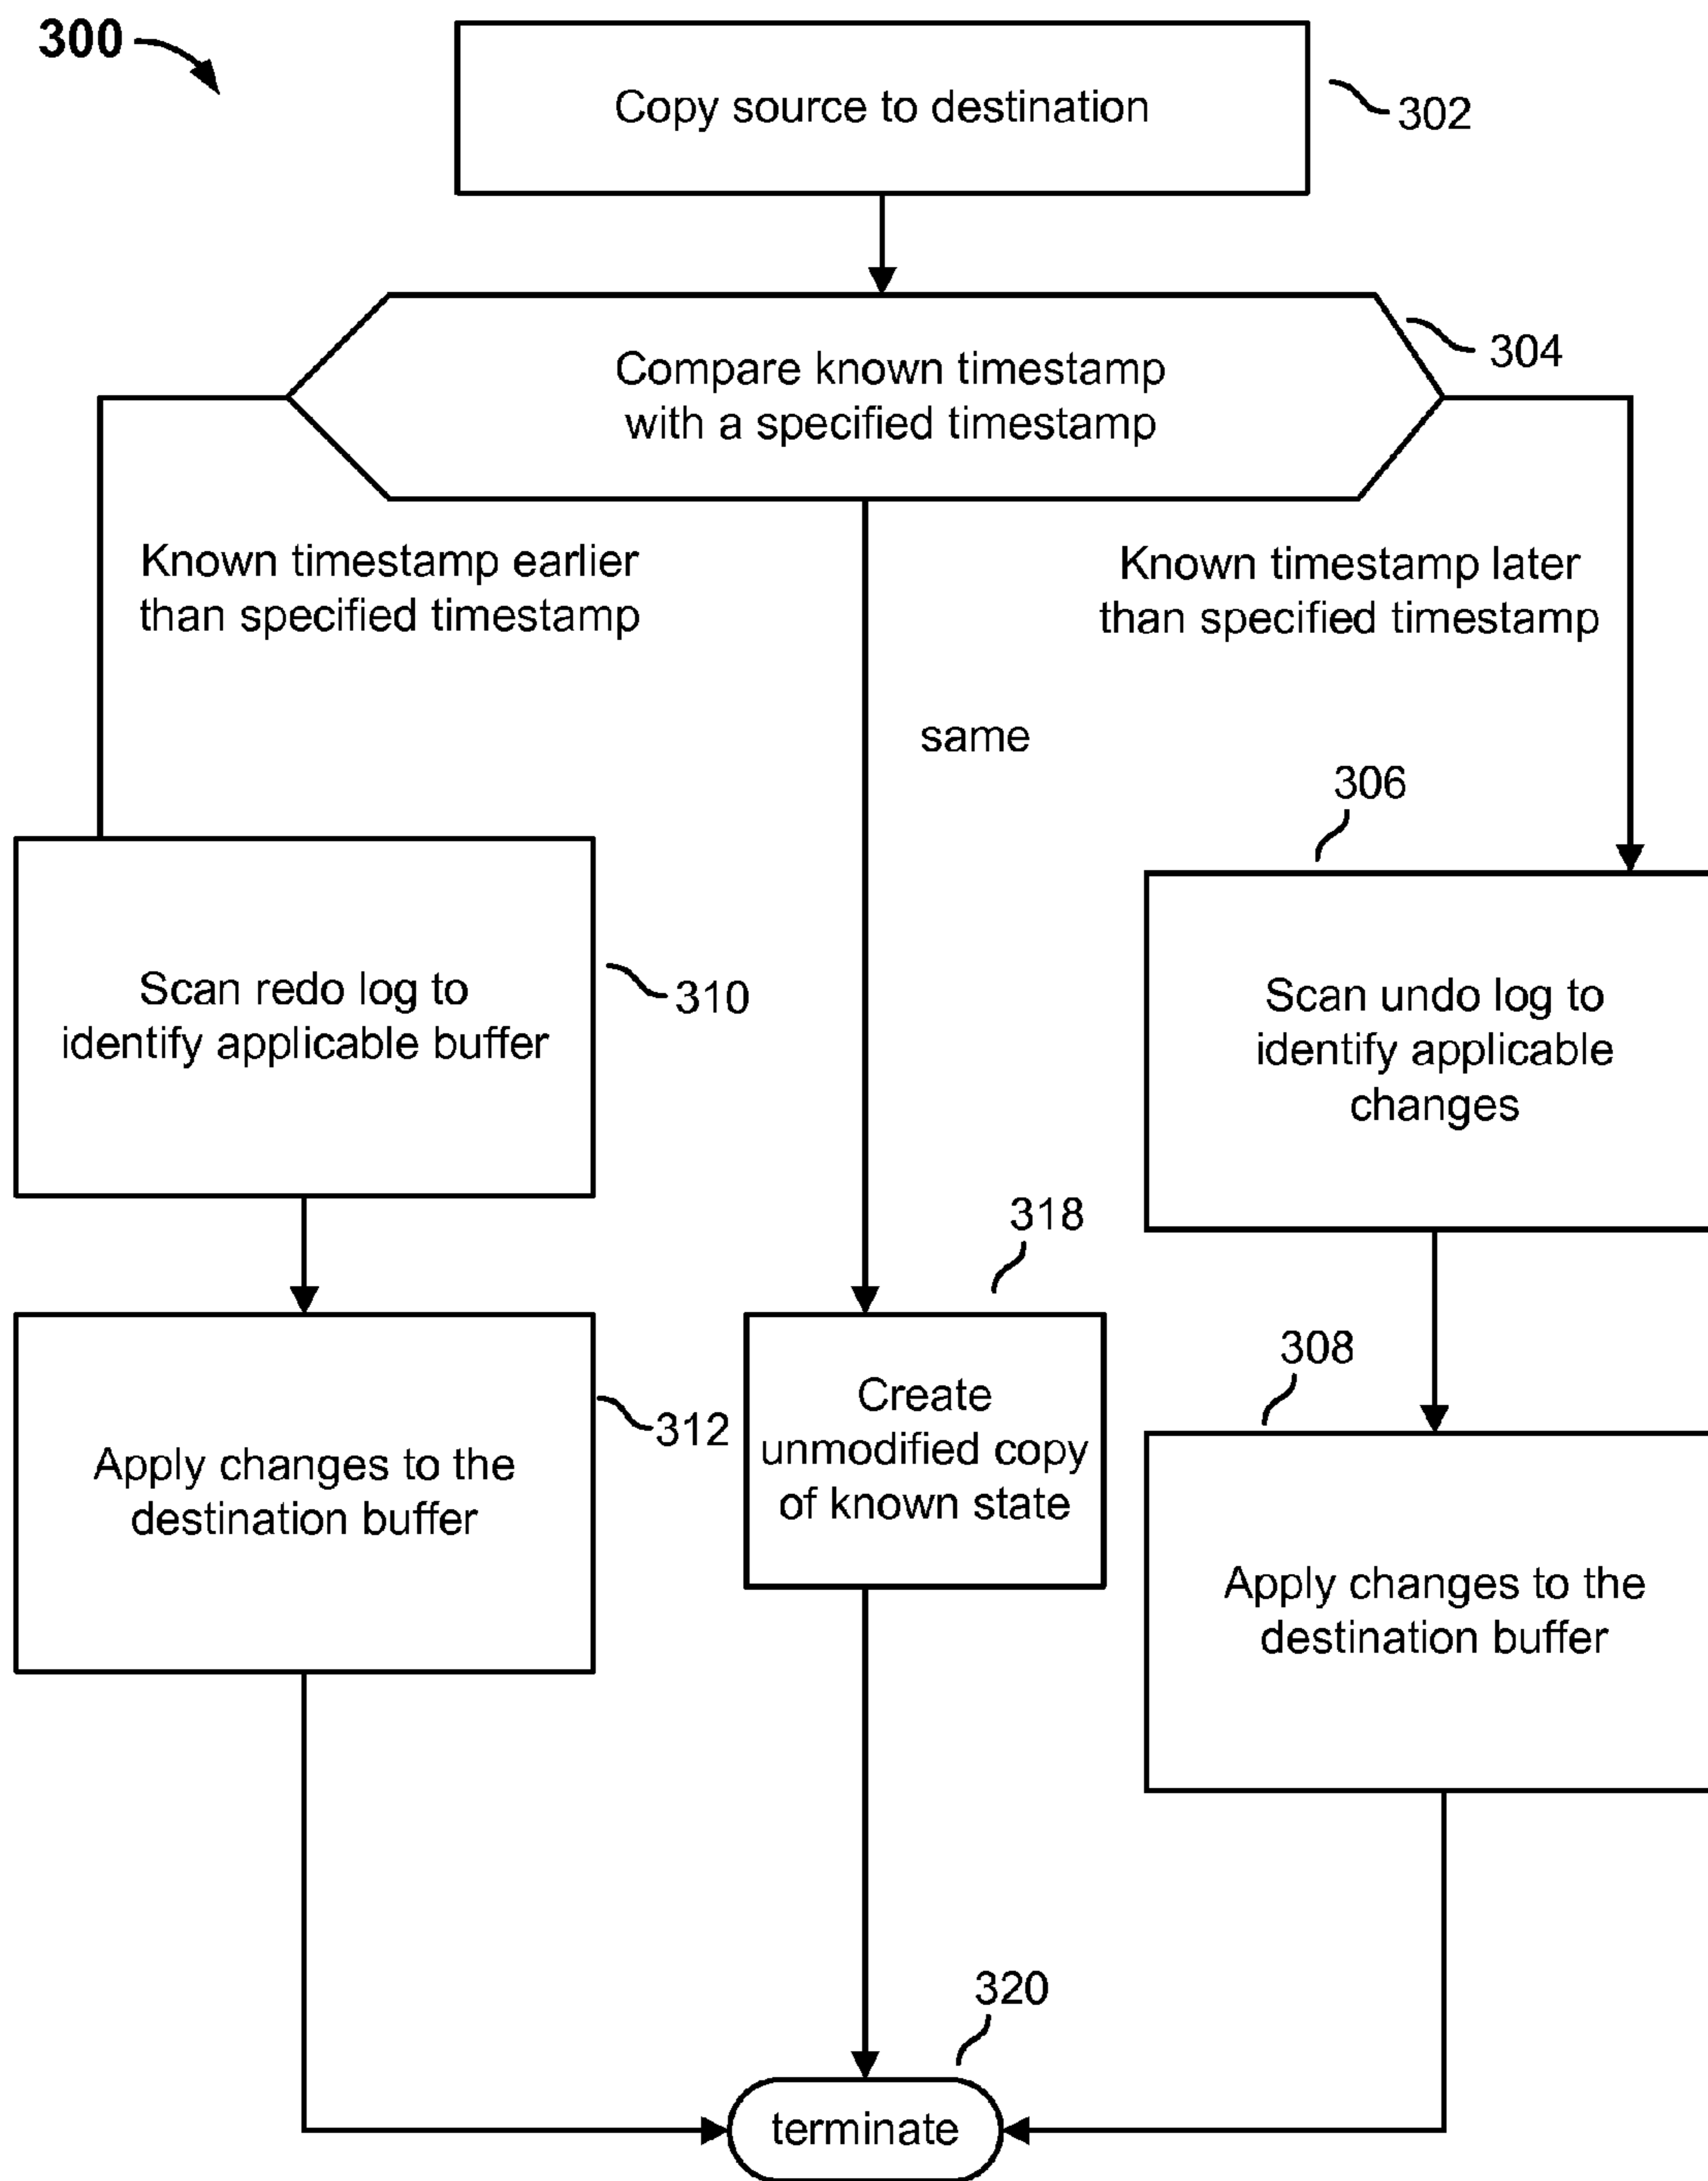 300
Copy source to destination
302
Compare known timestamp
with a specified timestamp
304
Known timestamp earlier
than specified timestamp
Known timestamp later
than specified timestamp
same
306
Scan redo log to
identify applicable buffer
310
Scan undo log to
identify applicable
changes
318
308
Apply changes to the
destination buffer
312
Create
unmodified copy
of known state
Apply changes to the
destination buffer
320
terminate